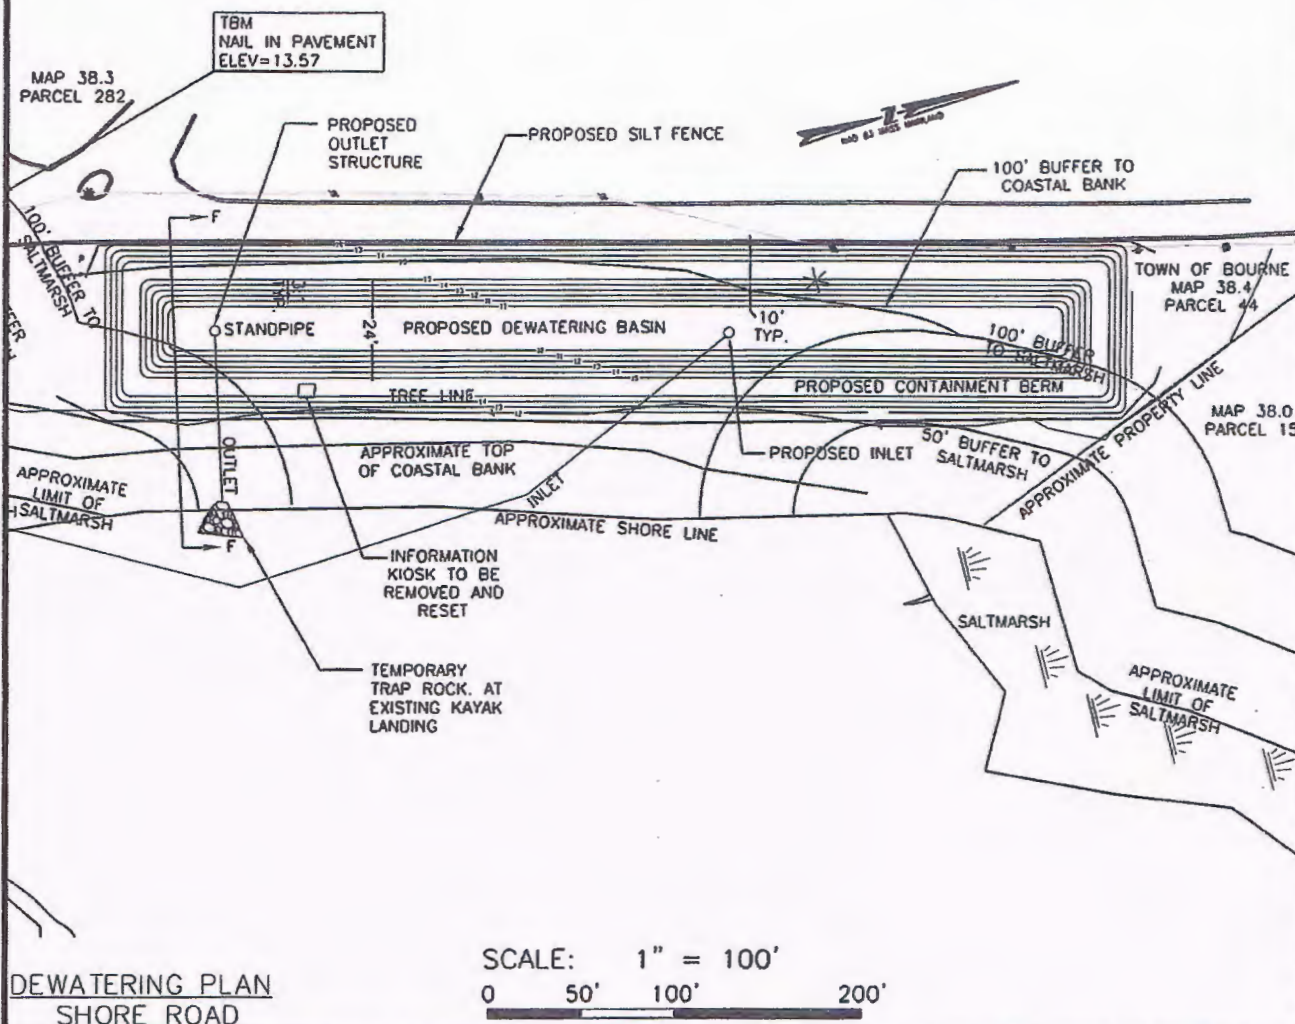 TBM
NAIL IN PAVEMENT
ELEV=13.57
MAP 38.3
PARCEL 282
PROPOSED
OUTLET
STRUCTURE
PROPOSED SILT FENCE
100' BUFFER TO
COASTAL BANK
F
100' BUFFER TO
SALTMARSH
TOWN OF BOURNE
MAP 38.4
PARCEL 44
STANDPIPE
24'
PROPOSED DEWATERING BASIN
10'
TYP.
100' BUFFER
TO SALTMARSH
TREE LINE
PROPOSED CONTAINMENT BERM
MAP 38.0
PARCEL 15
APPROXIMATE PROPERTY LINE
OUTLET
APPROXIMATE TOP
OF COASTAL BANK
PROPOSED INLET
50' BUFFER TO
SALTMARSH
APPROXIMATE
LIMIT OF
SALTMARSH
INLET
APPROXIMATE SHORE LINE
F
INFORMATION
KIOSK TO BE
REMOVED AND
RESET
SALTMARSH
TEMPORARY
TRAP ROCK. AT
EXISTING KAYAK
LANDING
APPROXIMATE
LIMIT OF
SALTMARSH
SCALE: 1" = 100'
0 50' 100' 200'
DEWATERING PLAN
SHORE ROAD